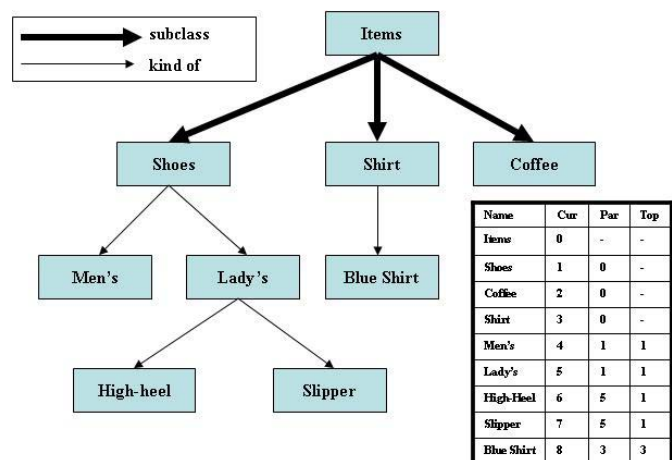 subclass
kind of
Items
Shoes
Shirt
Coffee
Men's
Lady's
Blue Shirt
High-heel
Slipper
Name Cur Par Top
Items 0 - -
Shoes 1 0 -
Coffee 2 0 -
Shirt 3 0 -
Men's 4 1 1
Lady's 5 1 1
High-Heel 6 5 1
Slipper 7 5 1
Blue Shirt 8 3 3